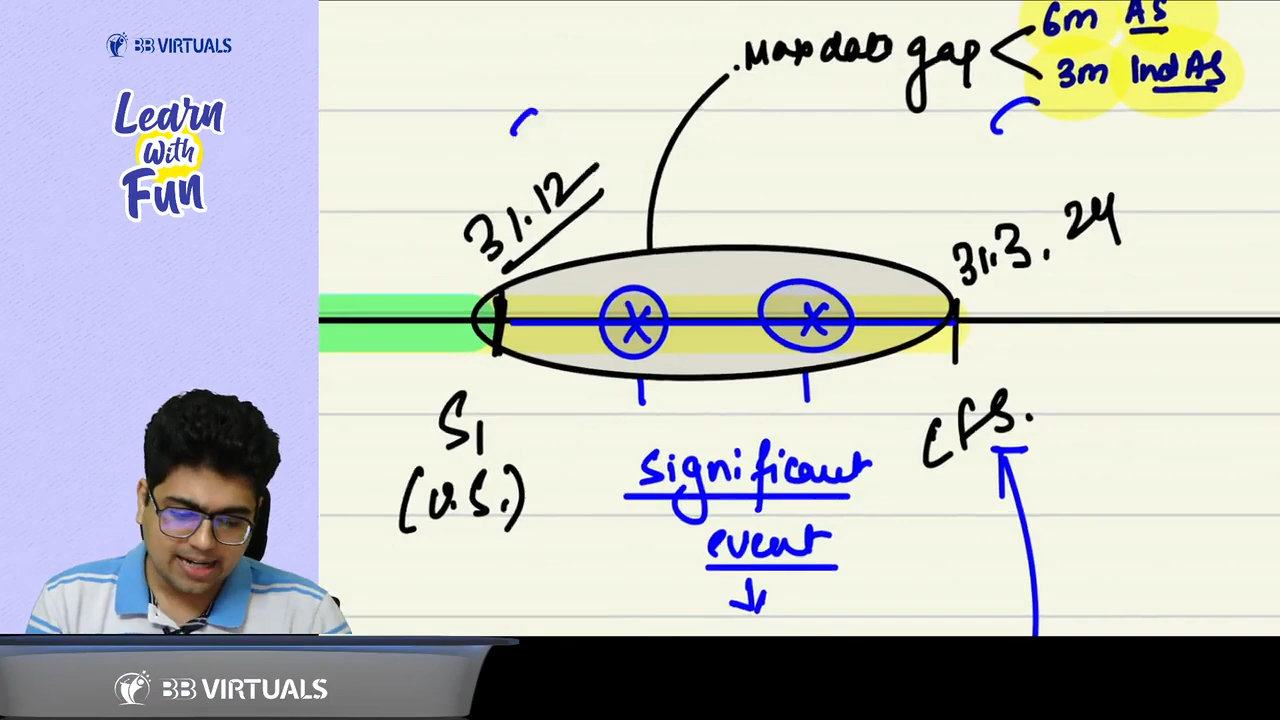 BB VIRTUALS
Learn
With
Fun
6m AS
Max date gap
3m Ind AS
31.12
31.3.24
S1
(U.S.)
CFS.
Significant
event
BB VIRTUALS